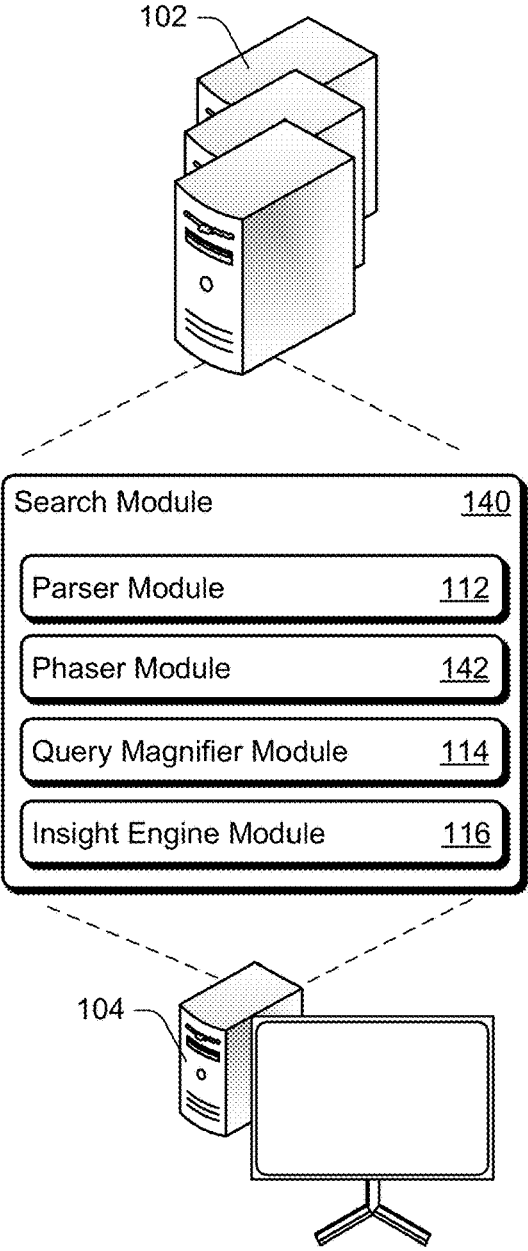 102
Search Module 140
Parser Module 112
Phaser Module 142
Query Magnifier Module 114
Insight Engine Module 116
104